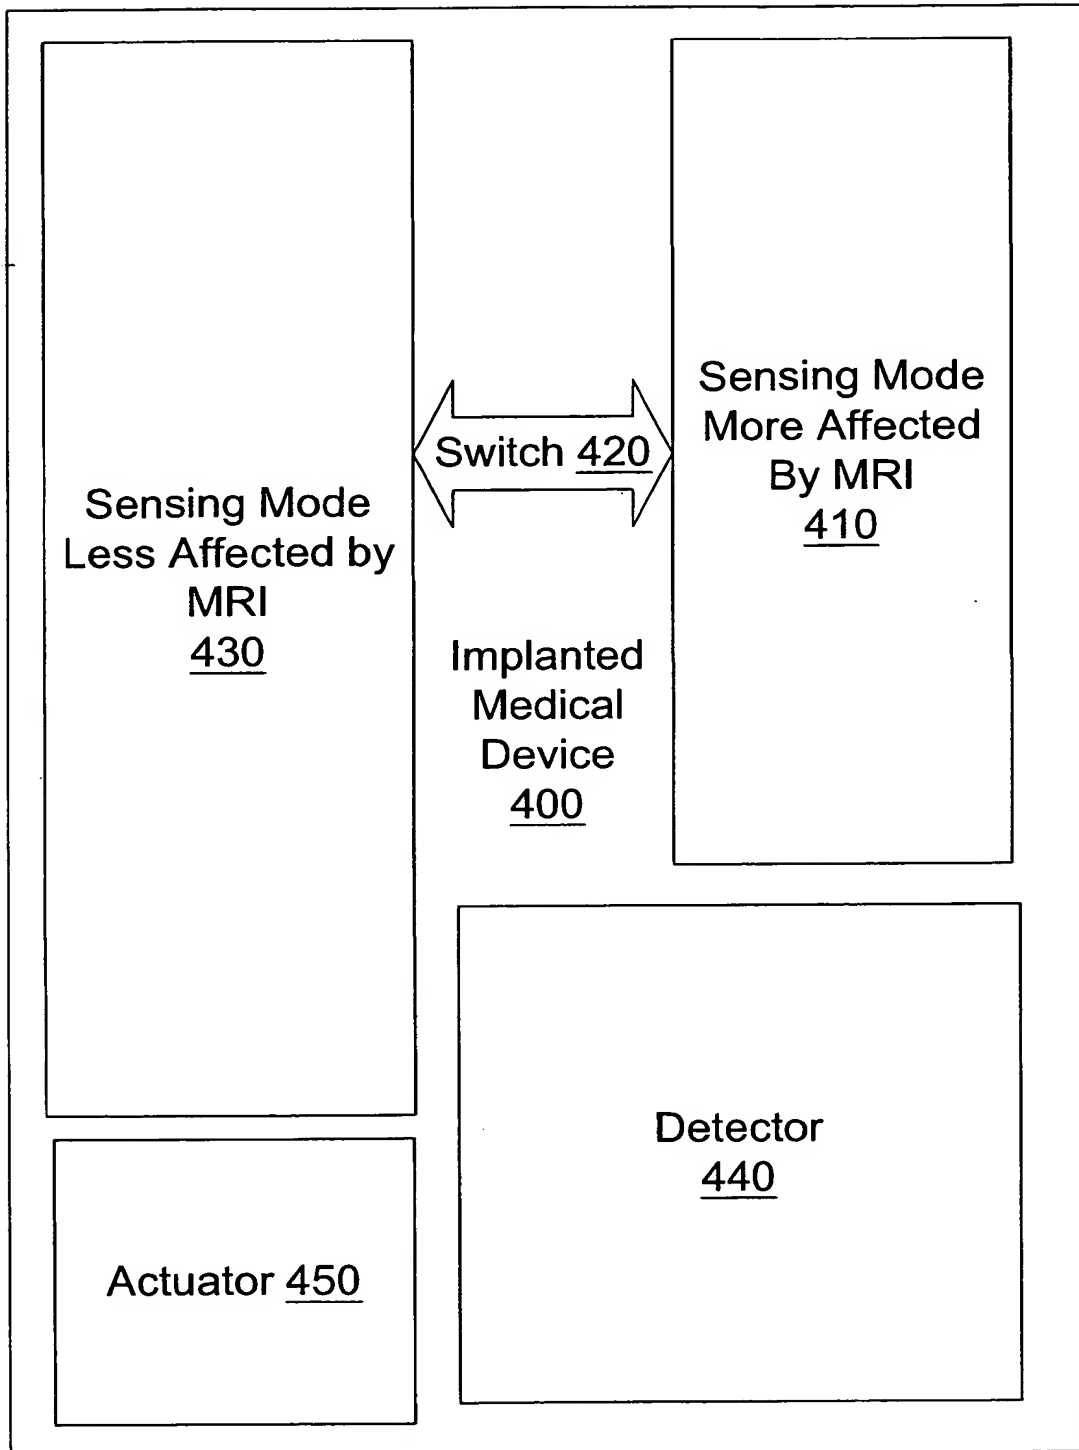 Sensing Mode
Less Affected by
MRI
430
Switch 420
Sensing Mode
More Affected
By MRI
410
Implanted
Medical
Device
400
Detector
440
Actuator 450